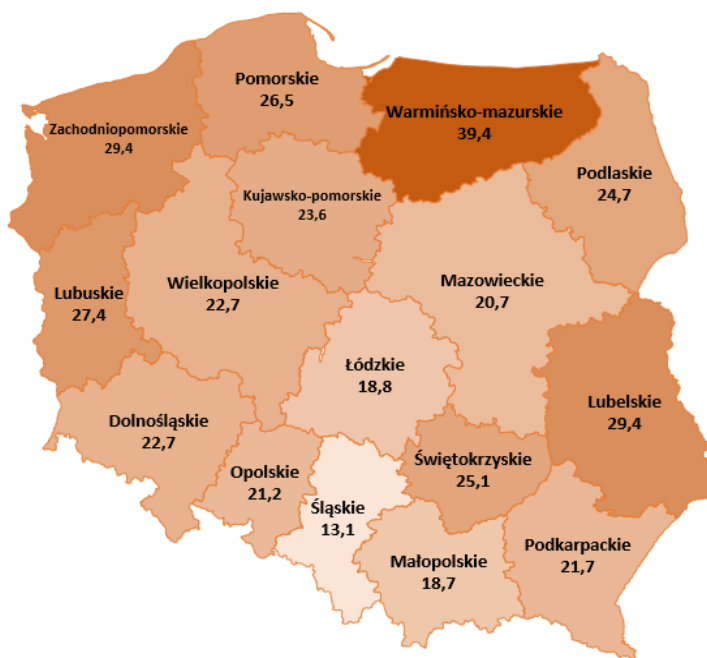 Pomorskie
26,5
Warmińsko-mazurskie
39,4
Zachodniopomorskie
29,4
Podlaskie
24,7
Kujawsko-pomorskie
23,6
Wielkopolskie
22,7
Mazowieckie
20,7
Lubuskie
27,4
Łódzkie
18,8
Lubelskie
29,4
Dolnośląskie
22,7
Świętokrzyskie
25,1
Opolskie
21,2
Śląskie
13,1
Podkarpackie
21,7
Małopolskie
18,7